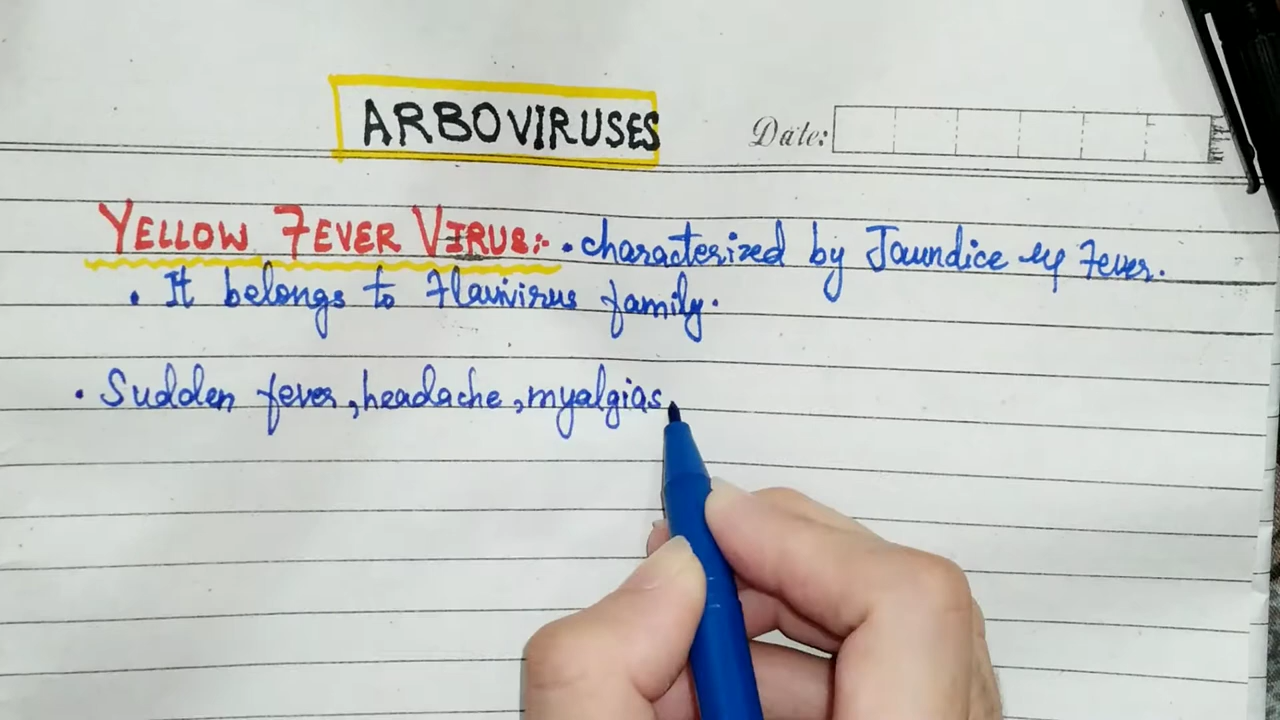 ARBOVIRUSES
Date:
YELLOW FEVER VIRUS:- • characterized by Jaundice & Fever.
• It belongs to Flavivirus family.
• Sudden fever, headache, myalgias